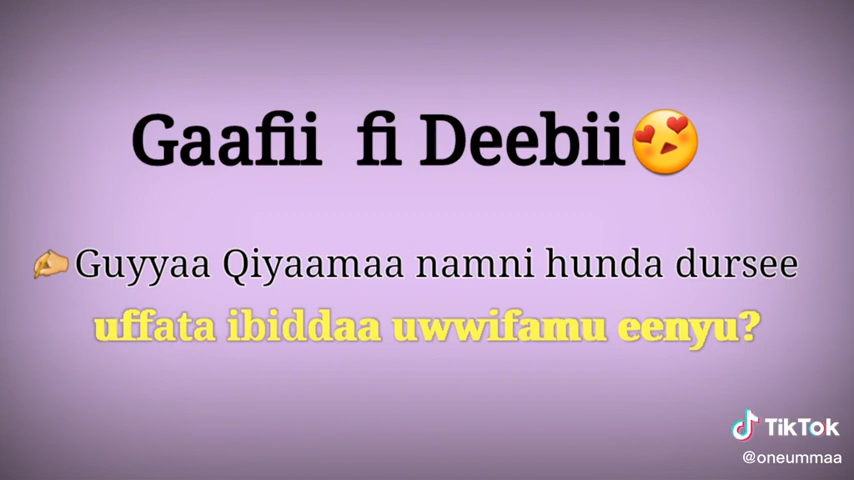 Gaafii fi Deebii😍
✍️Guyyaa Qiyaamaa namni hunda dursee
uffata ibiddaa uwwifamu eenyu?
TikTok
@oneummaa